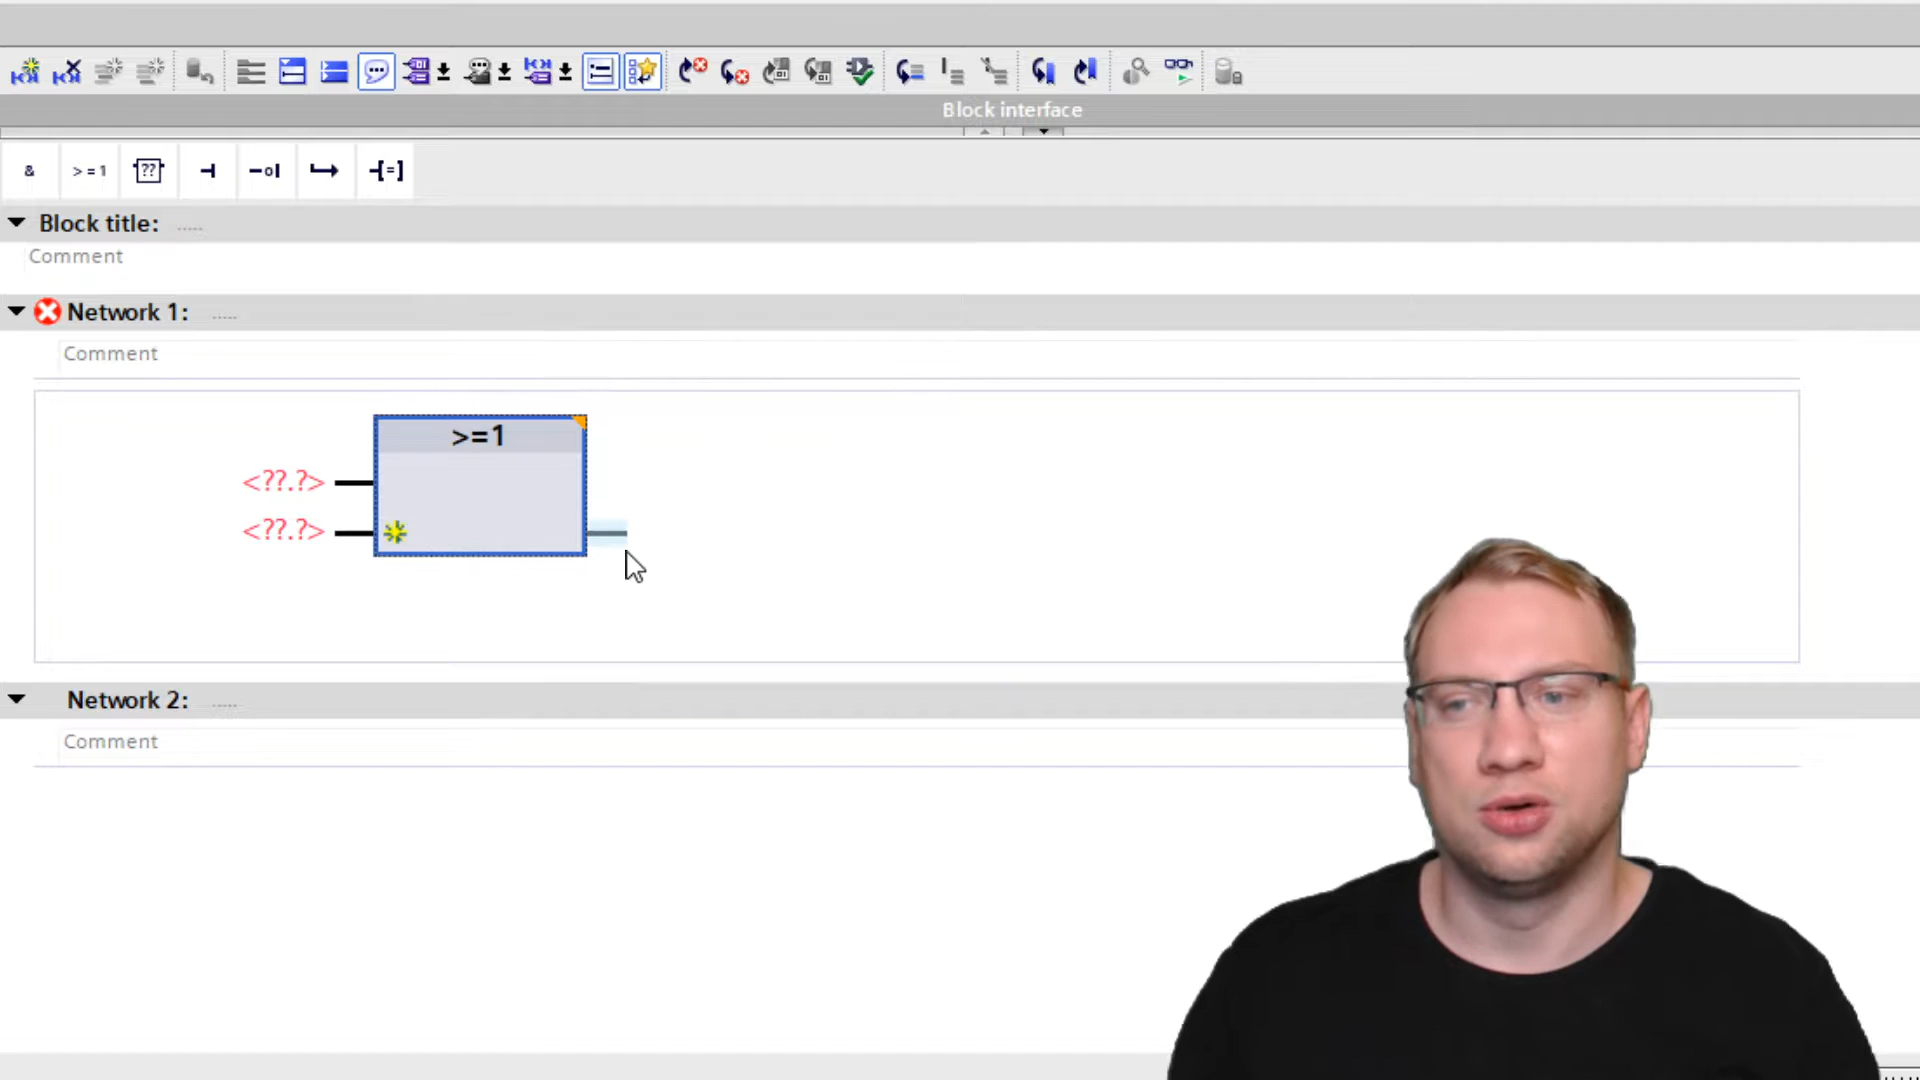 Block interface
& >=1 ?? -[=]
Block title: .....
Comment
Network 1: .....
Comment
>=1
<??.?>
<??.?>
Network 2: .....
Comment